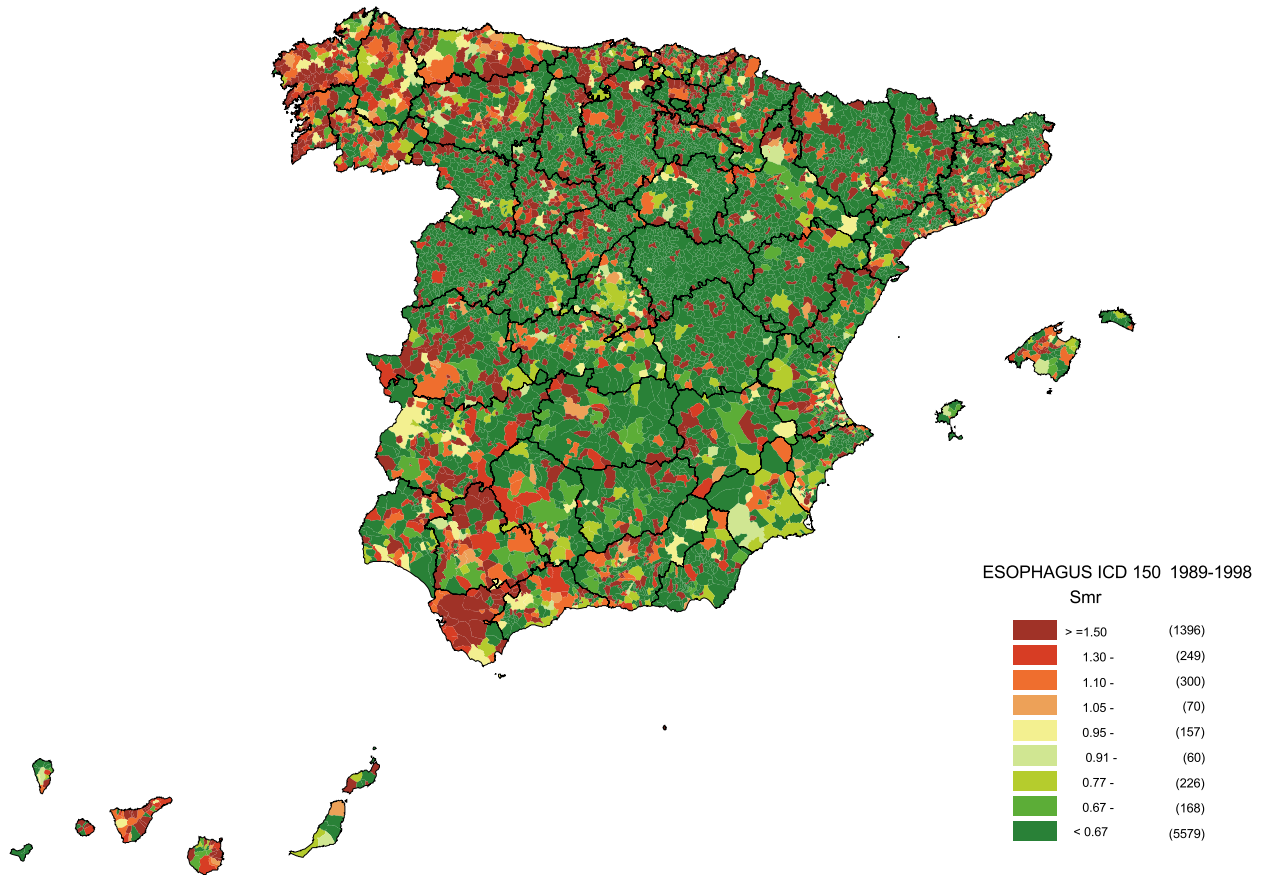 ESOPHAGUS ICD 150 1989-1998
Smr
> =1.50 (1396)
1.30 - (249)
1.10 - (300)
1.05 - (70)
0.95 - (157)
0.91 - (60)
0.77 - (226)
0.67 - (168)
< 0.67 (5579)